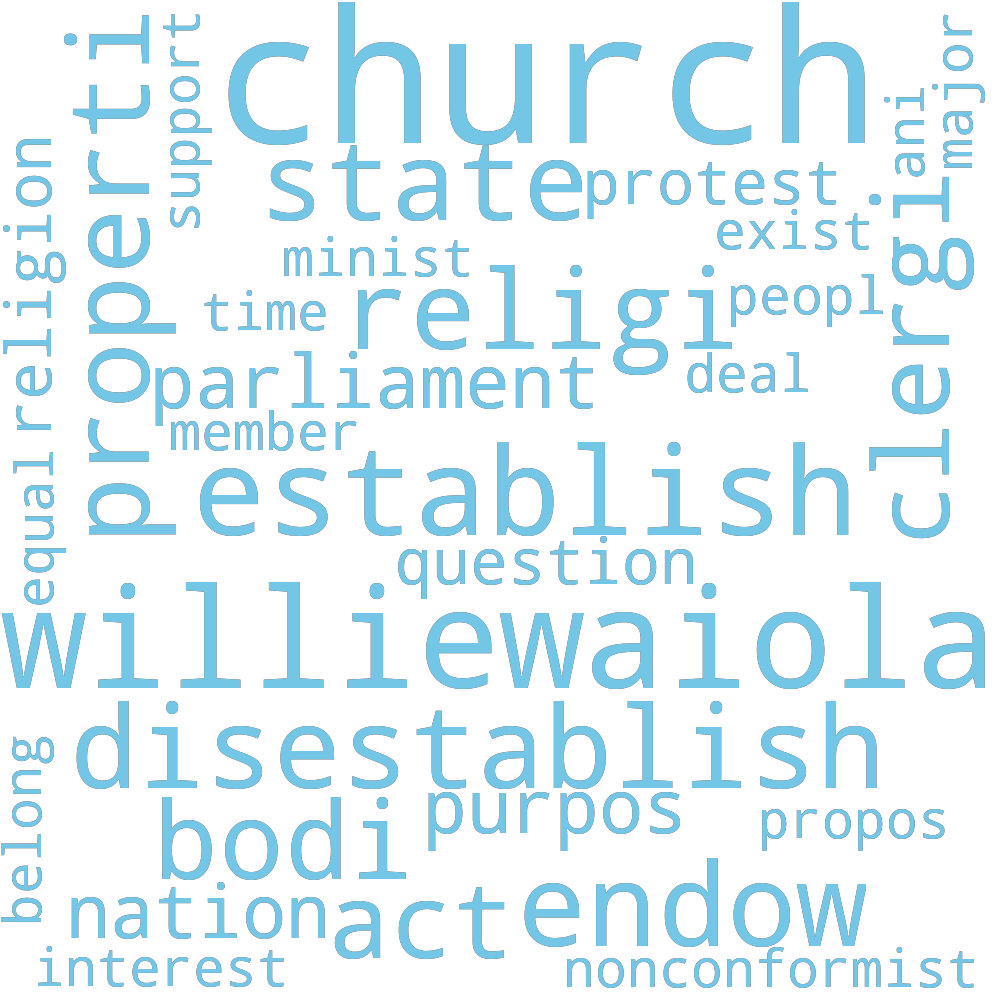 church
properti
support
major
ani
religion
state
protest
clergi
exist
minist
religi
peopl
time
parliament
deal
member
establish
equal
question
williewaiola
disestablish
belong
bodi
purpos
propos
nation
act
endow
interest
nonconformist